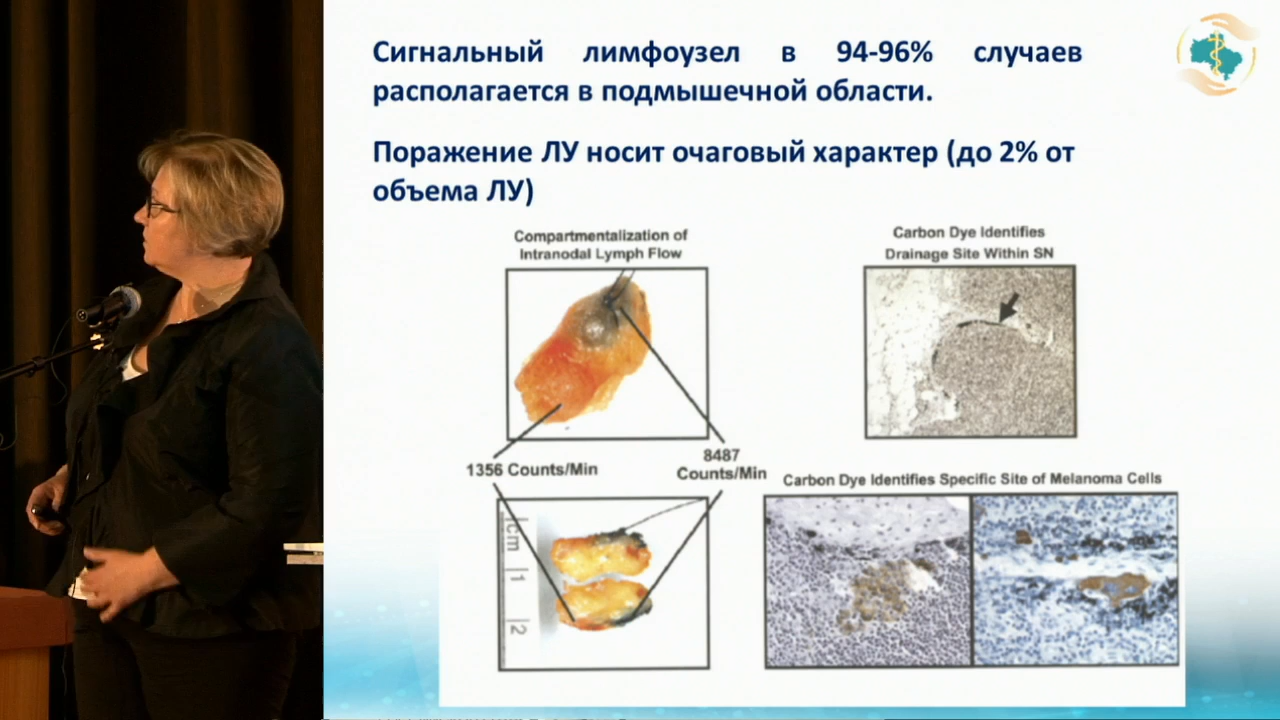 Сигнальный лимфоузел в 94-96% случаев
располагается в подмышечной области.
Поражение ЛУ носит очаговый характер (до 2% от
объема ЛУ)
Compartmentalization of
Intranodal Lymph Flow
Carbon Dye Identifies
Drainage Site Within SN
1356 Counts/Min
8487
Counts/Min
Carbon Dye Identifies Specific Site of Melanoma Cells
cm
1
2